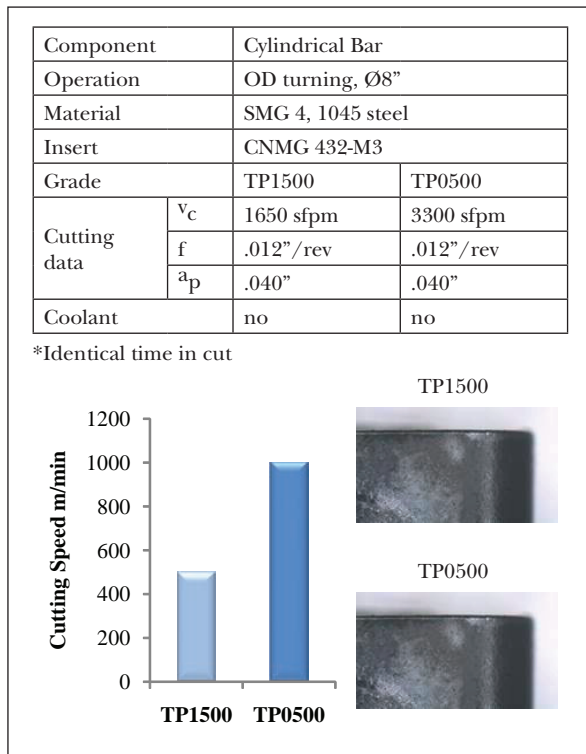 Component Cylindrical Bar
Operation OD turning, Ø8”
Material SMG 4, 1045 steel
Insert CNMG 432-M3
Grade TP1500 TP0500
Cutting data
vC 1650 sfpm 3300 sfpm
f .012”/rev .012”/rev
ap .040” .040”
Coolant no no
*Identical time in cut
Cutting Speed m/min
1200
1000
800
600
400
200
0
TP1500 TP0500
TP1500
TP0500